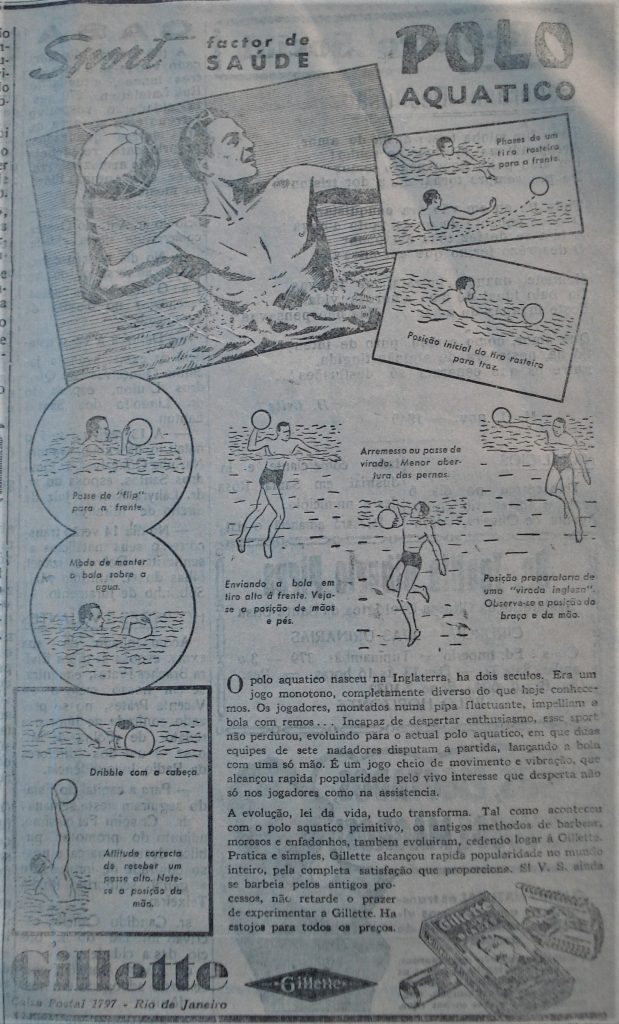 Sport factor de
SAÚDE
POLO
AQUATICO
Phases de um
tiro rasteiro
para a frente.
Posição inicial do tiro rasteiro
para traz.
Passe de "flip"
para a frente.
Modo de manter
a bola sobre a
agua.
Enviando a bola em
tiro alto á frente. Veja-
se a posição de mãos
e pés.
Arremesso ou passe de
virada. Menor aber-
tura das pernas.
Posição preparatoria de
uma "virada ingleza".
Observe-se a posição do
braço e da mão.
Dribble com a cabeça.
Attitude correcta
de receber um
passe alto. Note-
se a posição da
mão.
O polo aquatico nasceu na Inglaterra, ha dois seculos. Era um
jogo monotono, completamente diverso do que hoje conhece-
mos. Os jogadores, montados numa pipa fluctuante, impelliam a
bola com remos... Incapaz de despertar enthusiasmo, esse sport
não perdurou, evoluindo para o actual polo aquatico, em que duas
equipes de sete nadadores disputam a partida, lançando a bola
com uma só mão. É um jogo cheio de movimento e vibração, que
alcançou rapida popularidade pelo vivo interesse que desperta não
só nos jogadores como na assistencia.
A evolução, lei da vida, tudo transforma. Tal como aconteceu
com o polo aquatico primitivo, os antigos methodos de barbear,
morosos e enfadonhos, tambem evoluiram, cedendo logar á Gillette.
Pratica e simples, Gillette alcançou rapida popularidade no mundo
inteiro, pela completa satisfação que proporciona. Si V. S. ainda
se barbeia pelos antigos pro-
cessos, não retarde o prazer
de experimentar a Gillette. Ha
estojos para todos os preços.
Gillette
Gillette
Caixa Postal 1797 - Rio de Janeiro